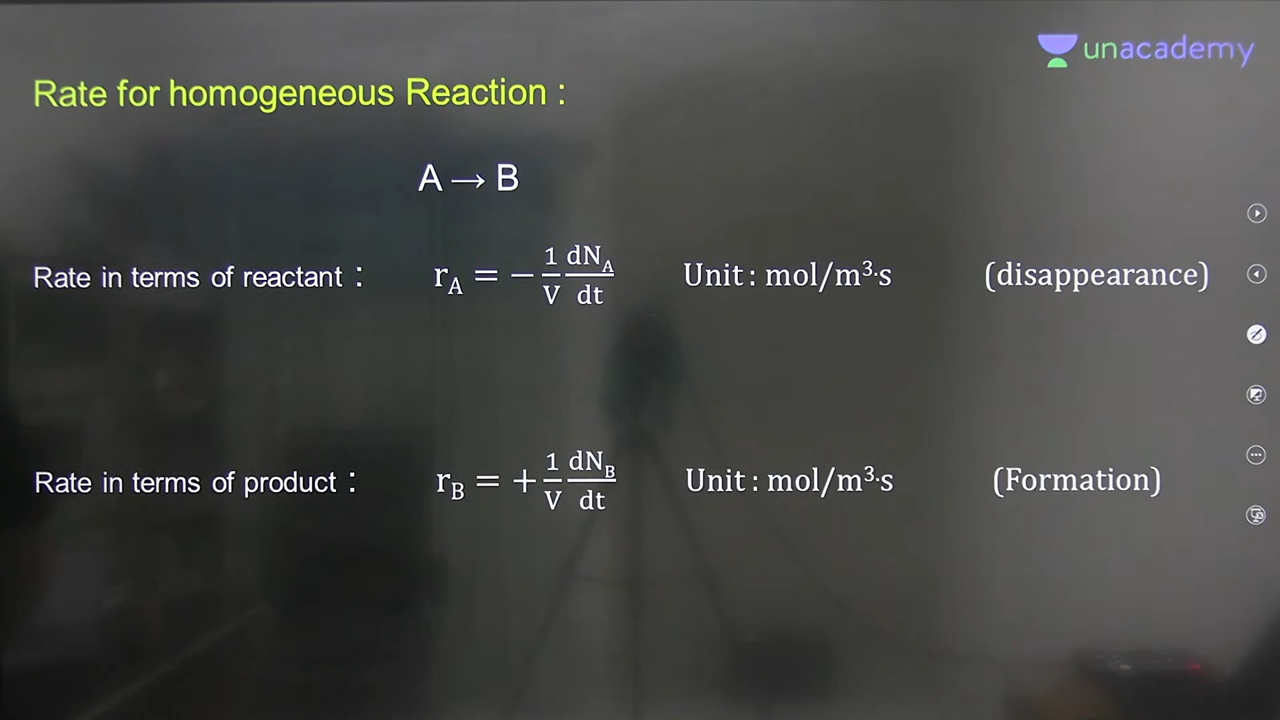 unacademy
Rate for homogeneous Reaction :
A → B
Rate in terms of reactant : r_A = − 1/V dN_A/dt Unit : mol/m³·s (disappearance)
Rate in terms of product : r_B = + 1/V dN_B/dt Unit : mol/m³·s (Formation)